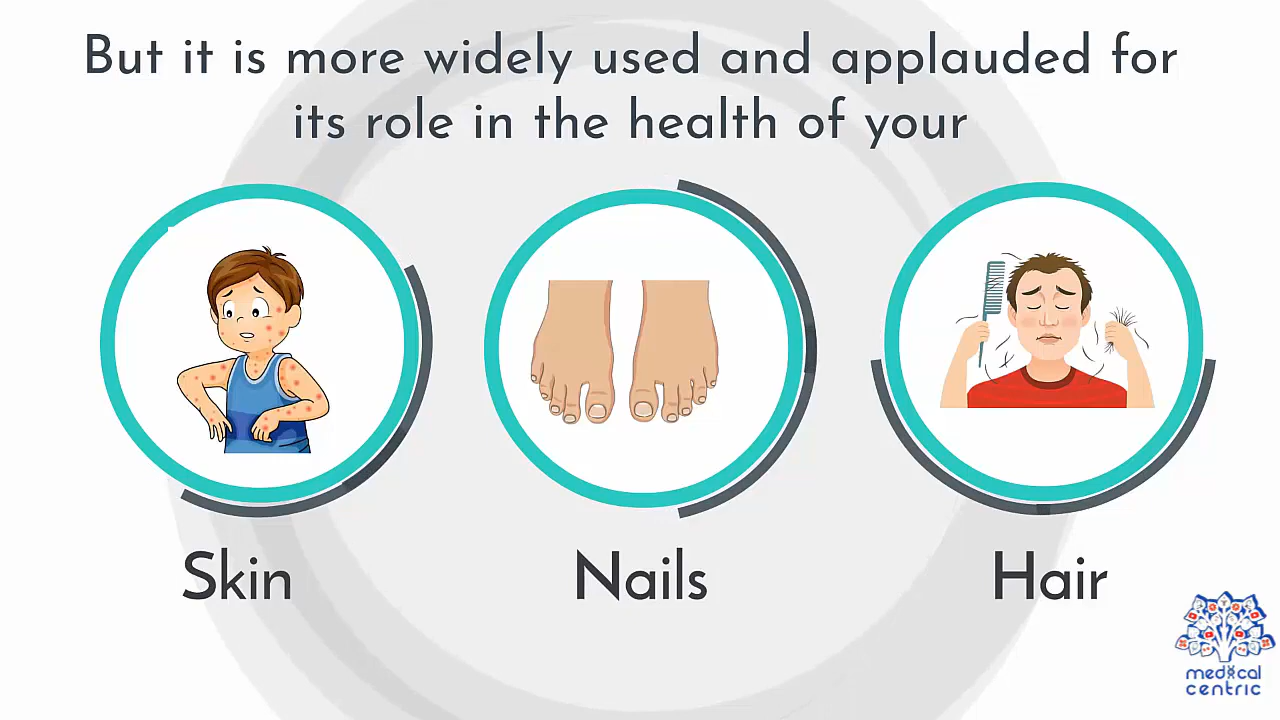 But it is more widely used and applauded for
its role in the health of your
Skin
Nails
Hair
medical
centric